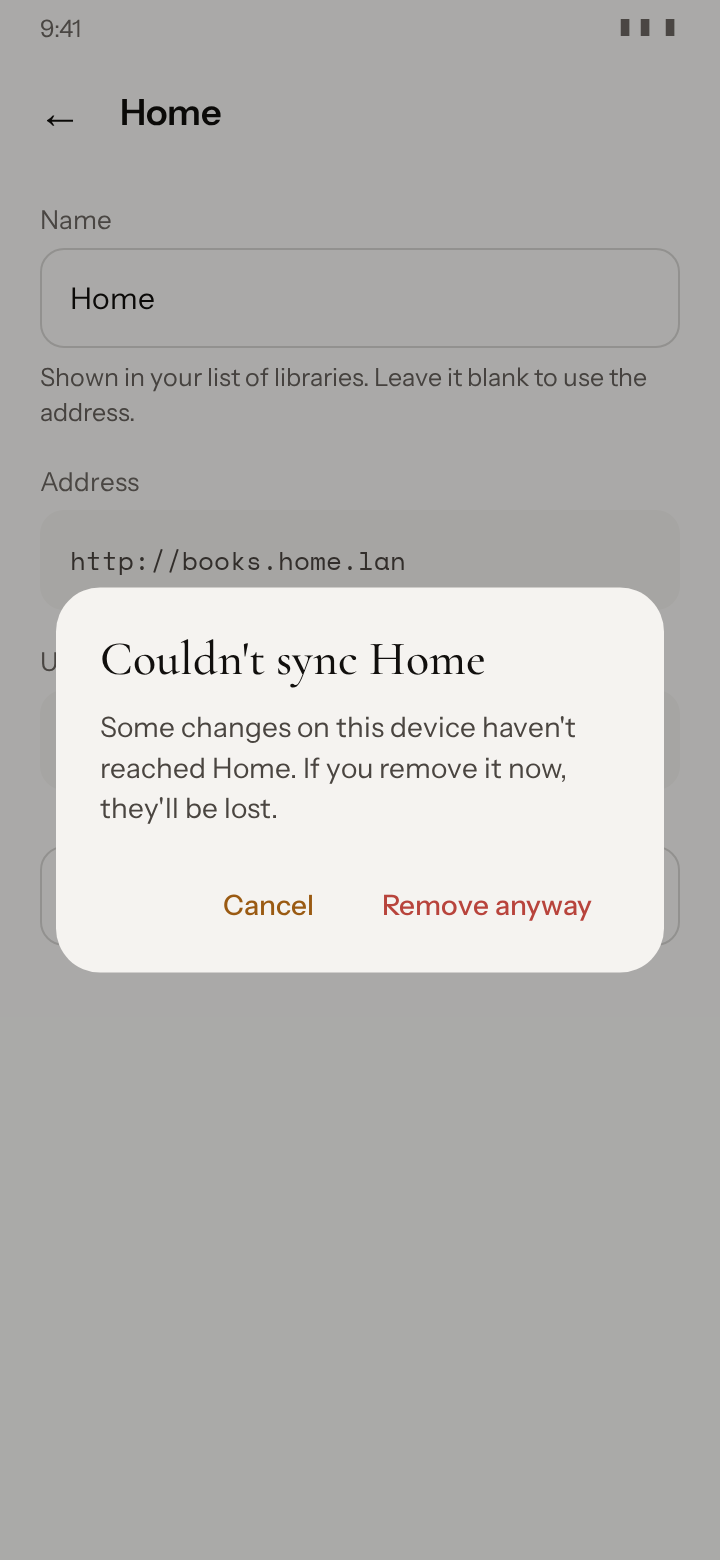 9:41
← Home
Name
Home
Shown in your list of libraries. Leave it blank to use the
address.
Address
http://books.home.lan
Couldn't sync Home
Some changes on this device haven't
reached Home. If you remove it now,
they'll be lost.
Cancel Remove anyway